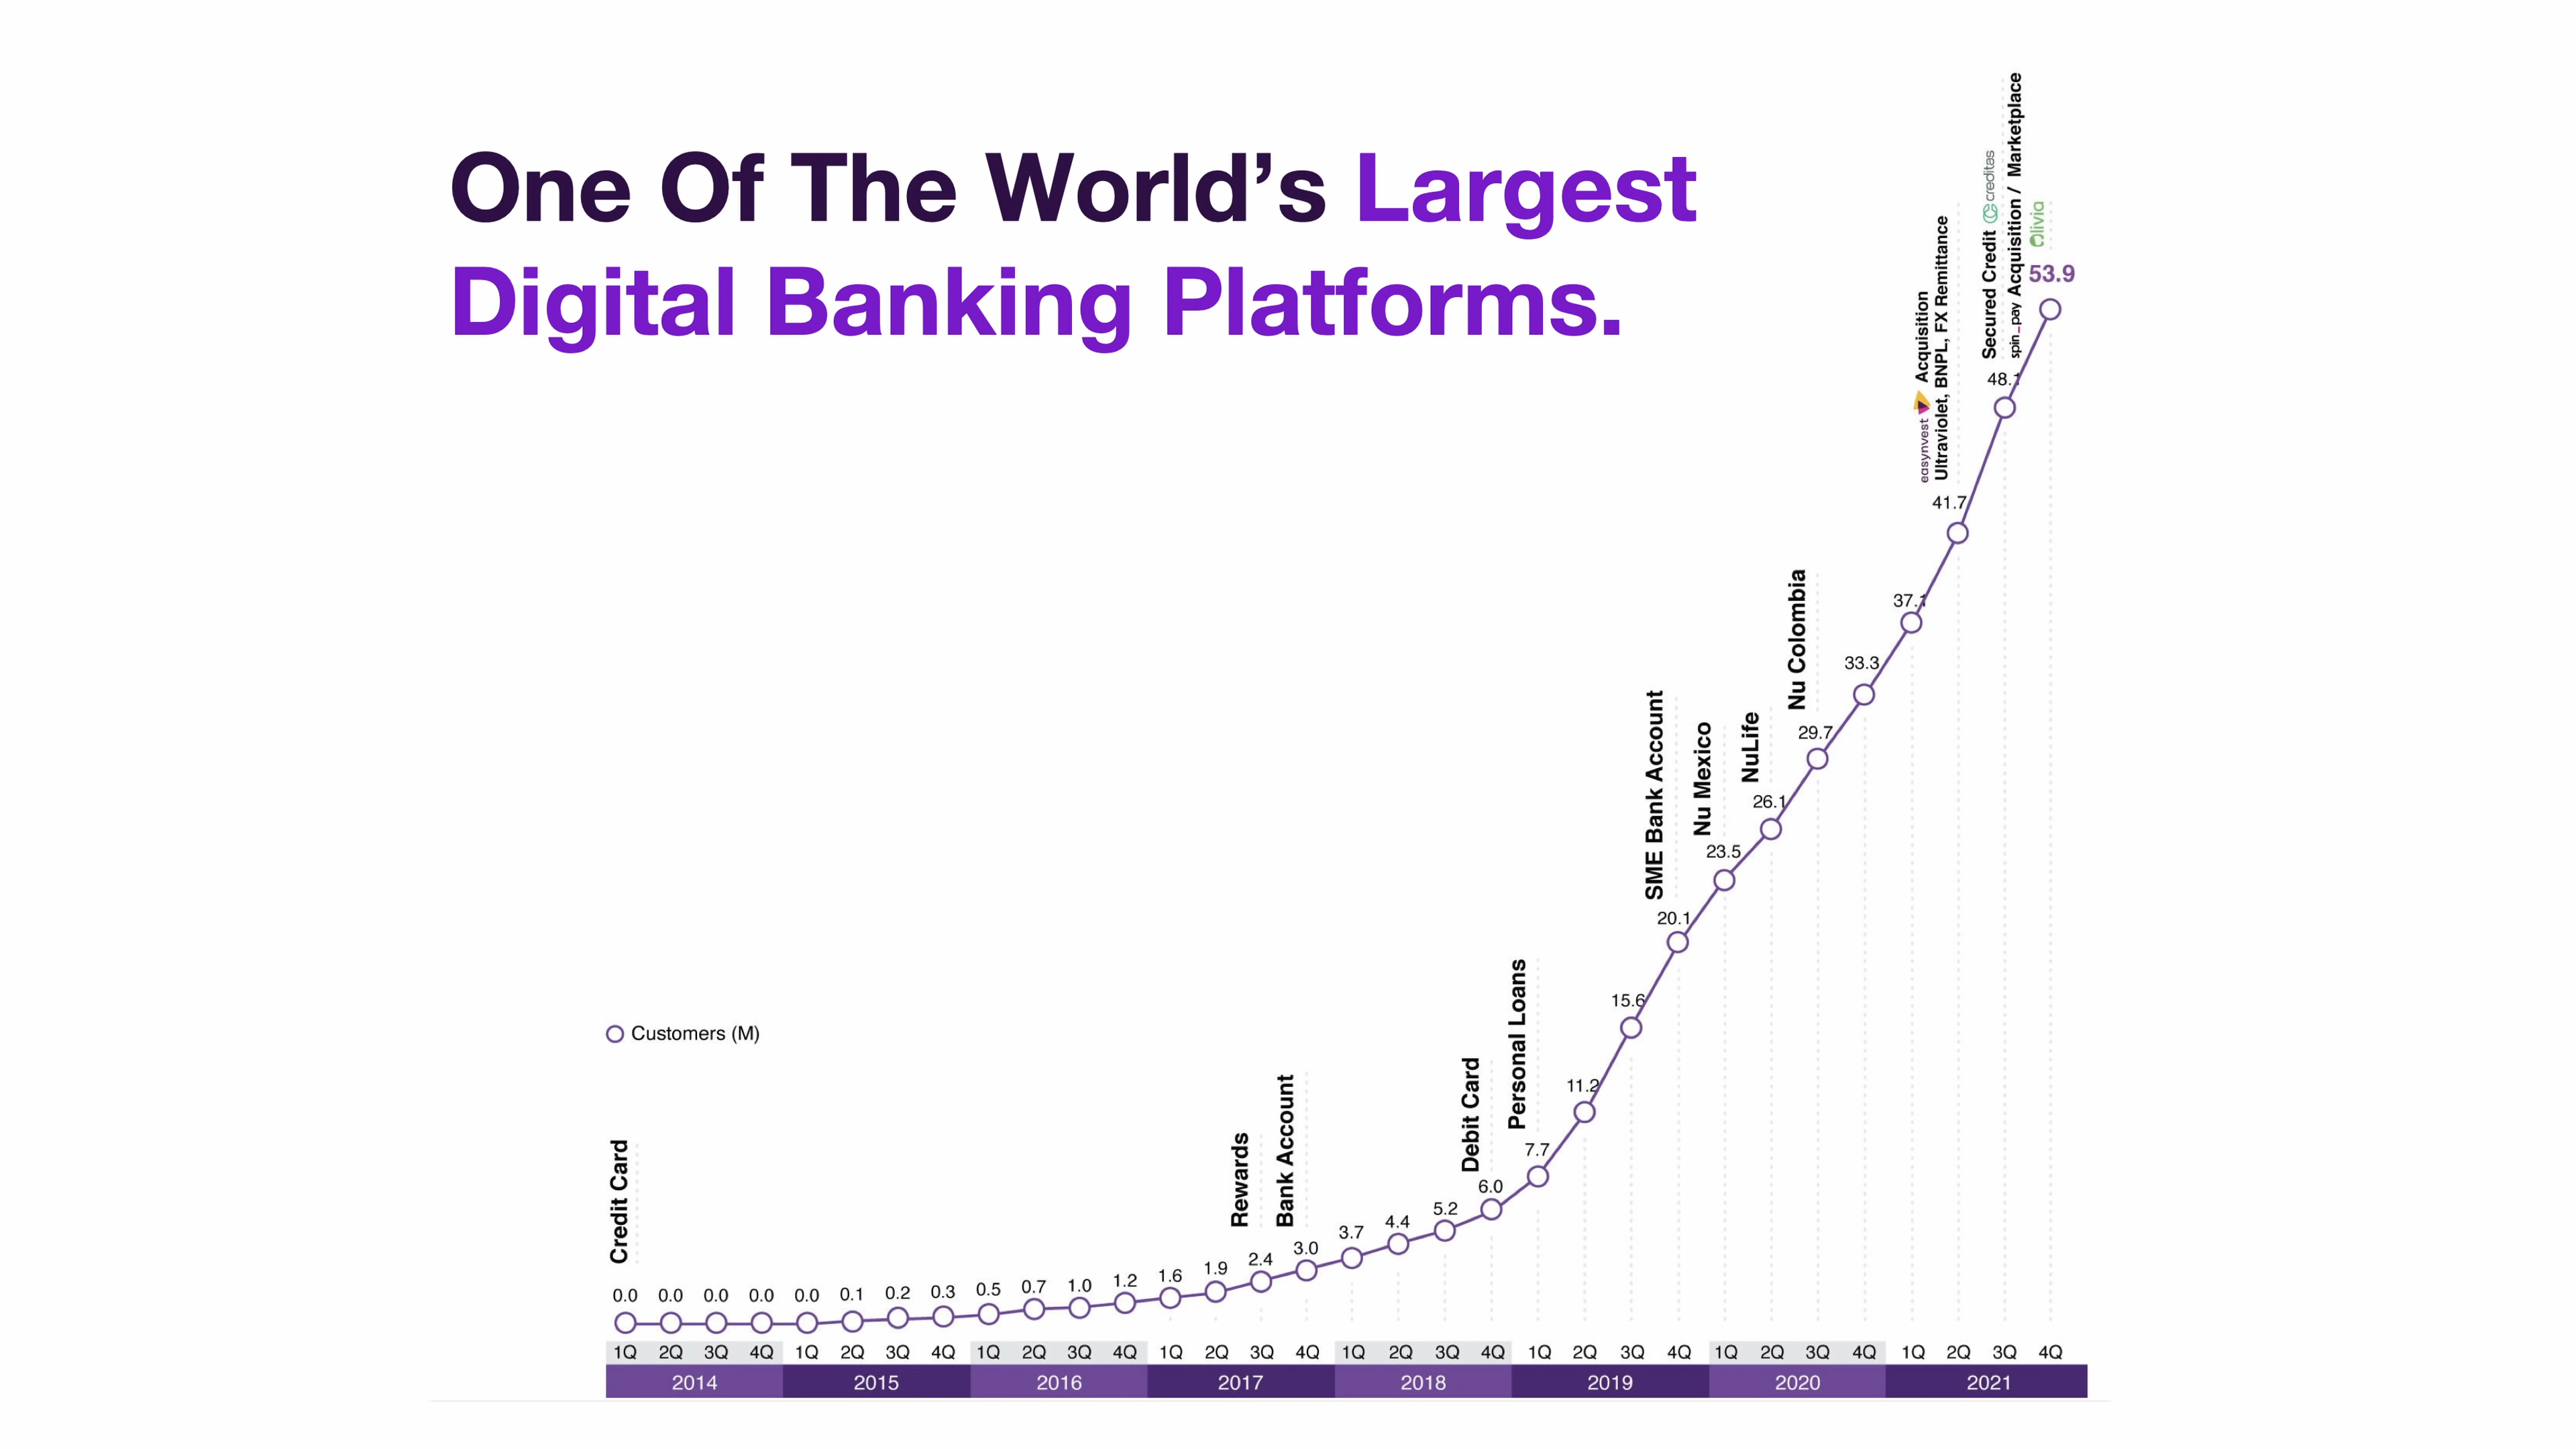 One Of The World’s Largest
Digital Banking Platforms.
Customers (M)
Credit Card
Rewards
Bank Account
Debit Card
Personal Loans
SME Bank Account
Nu Mexico
NuLife
Nu Colombia
easynvest Acquisition
Ultraviolet, BNPL, FX Remittance
Secured Credit creditas
spin_pay Acquisition / Marketplace
Olivia
0.0 0.0 0.0 0.0 0.0 0.1 0.2 0.3 0.5 0.7 1.0 1.2 1.6 1.9 2.4 3.0 3.7 4.4 5.2 6.0 7.7 11.2 15.6 20.1 23.5 26.1 29.7 33.3 37.1 41.7 48.1 53.9
1Q 2Q 3Q 4Q 1Q 2Q 3Q 4Q 1Q 2Q 3Q 4Q 1Q 2Q 3Q 4Q 1Q 2Q 3Q 4Q 1Q 2Q 3Q 4Q 1Q 2Q 3Q 4Q 1Q 2Q 3Q 4Q
2014 2015 2016 2017 2018 2019 2020 2021